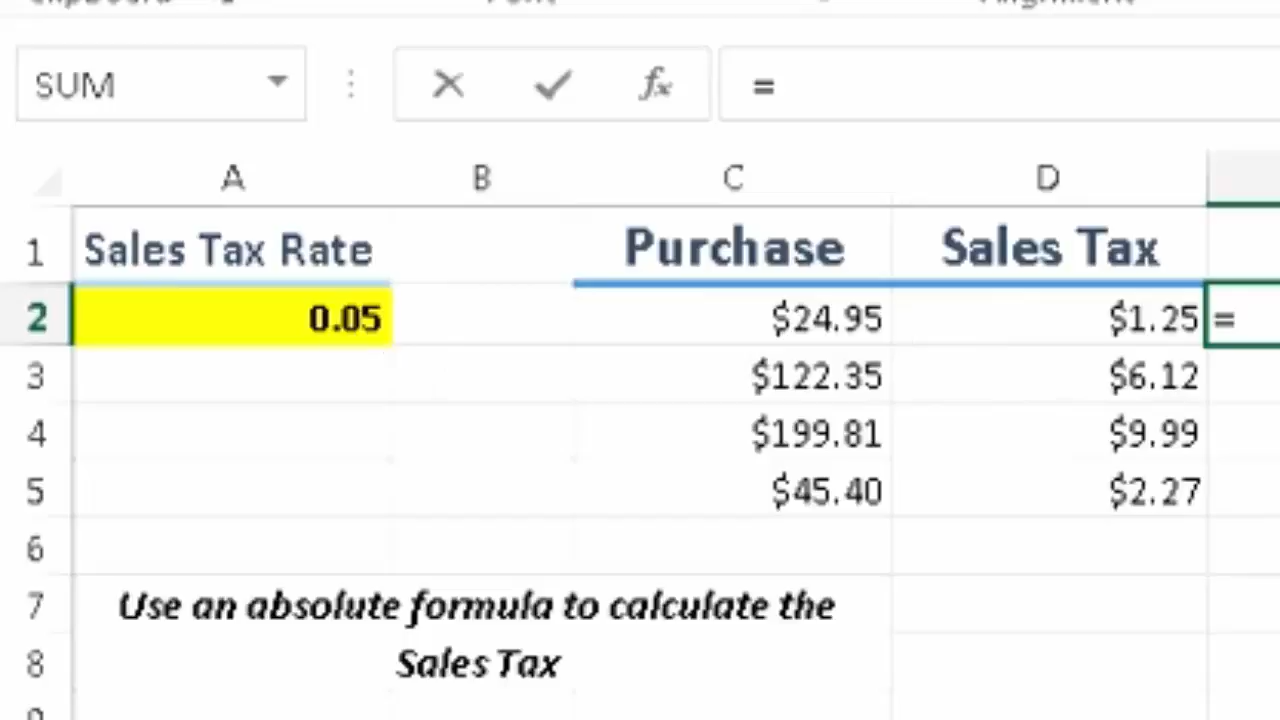 SUM =
A B C D
1 Sales Tax Rate Purchase Sales Tax
2 0.05 $24.95 $1.25 =
3 $122.35 $6.12
4 $199.81 $9.99
5 $45.40 $2.27
6
7 Use an absolute formula to calculate the
8 Sales Tax